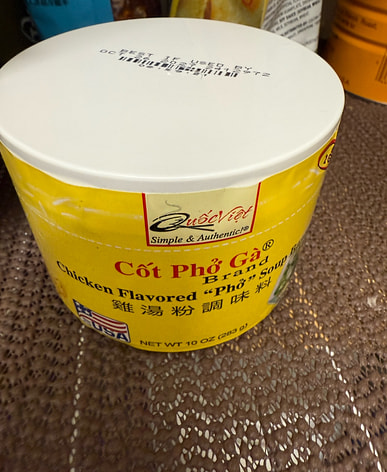 BEST IF USED BY
QuốcViệt
Simple & Authentic!®
Cốt Phở Gà®
Brand
Chicken Flavored "Phở" Soup
雞湯粉調味料
USA
NET WT 10 OZ (283 g)